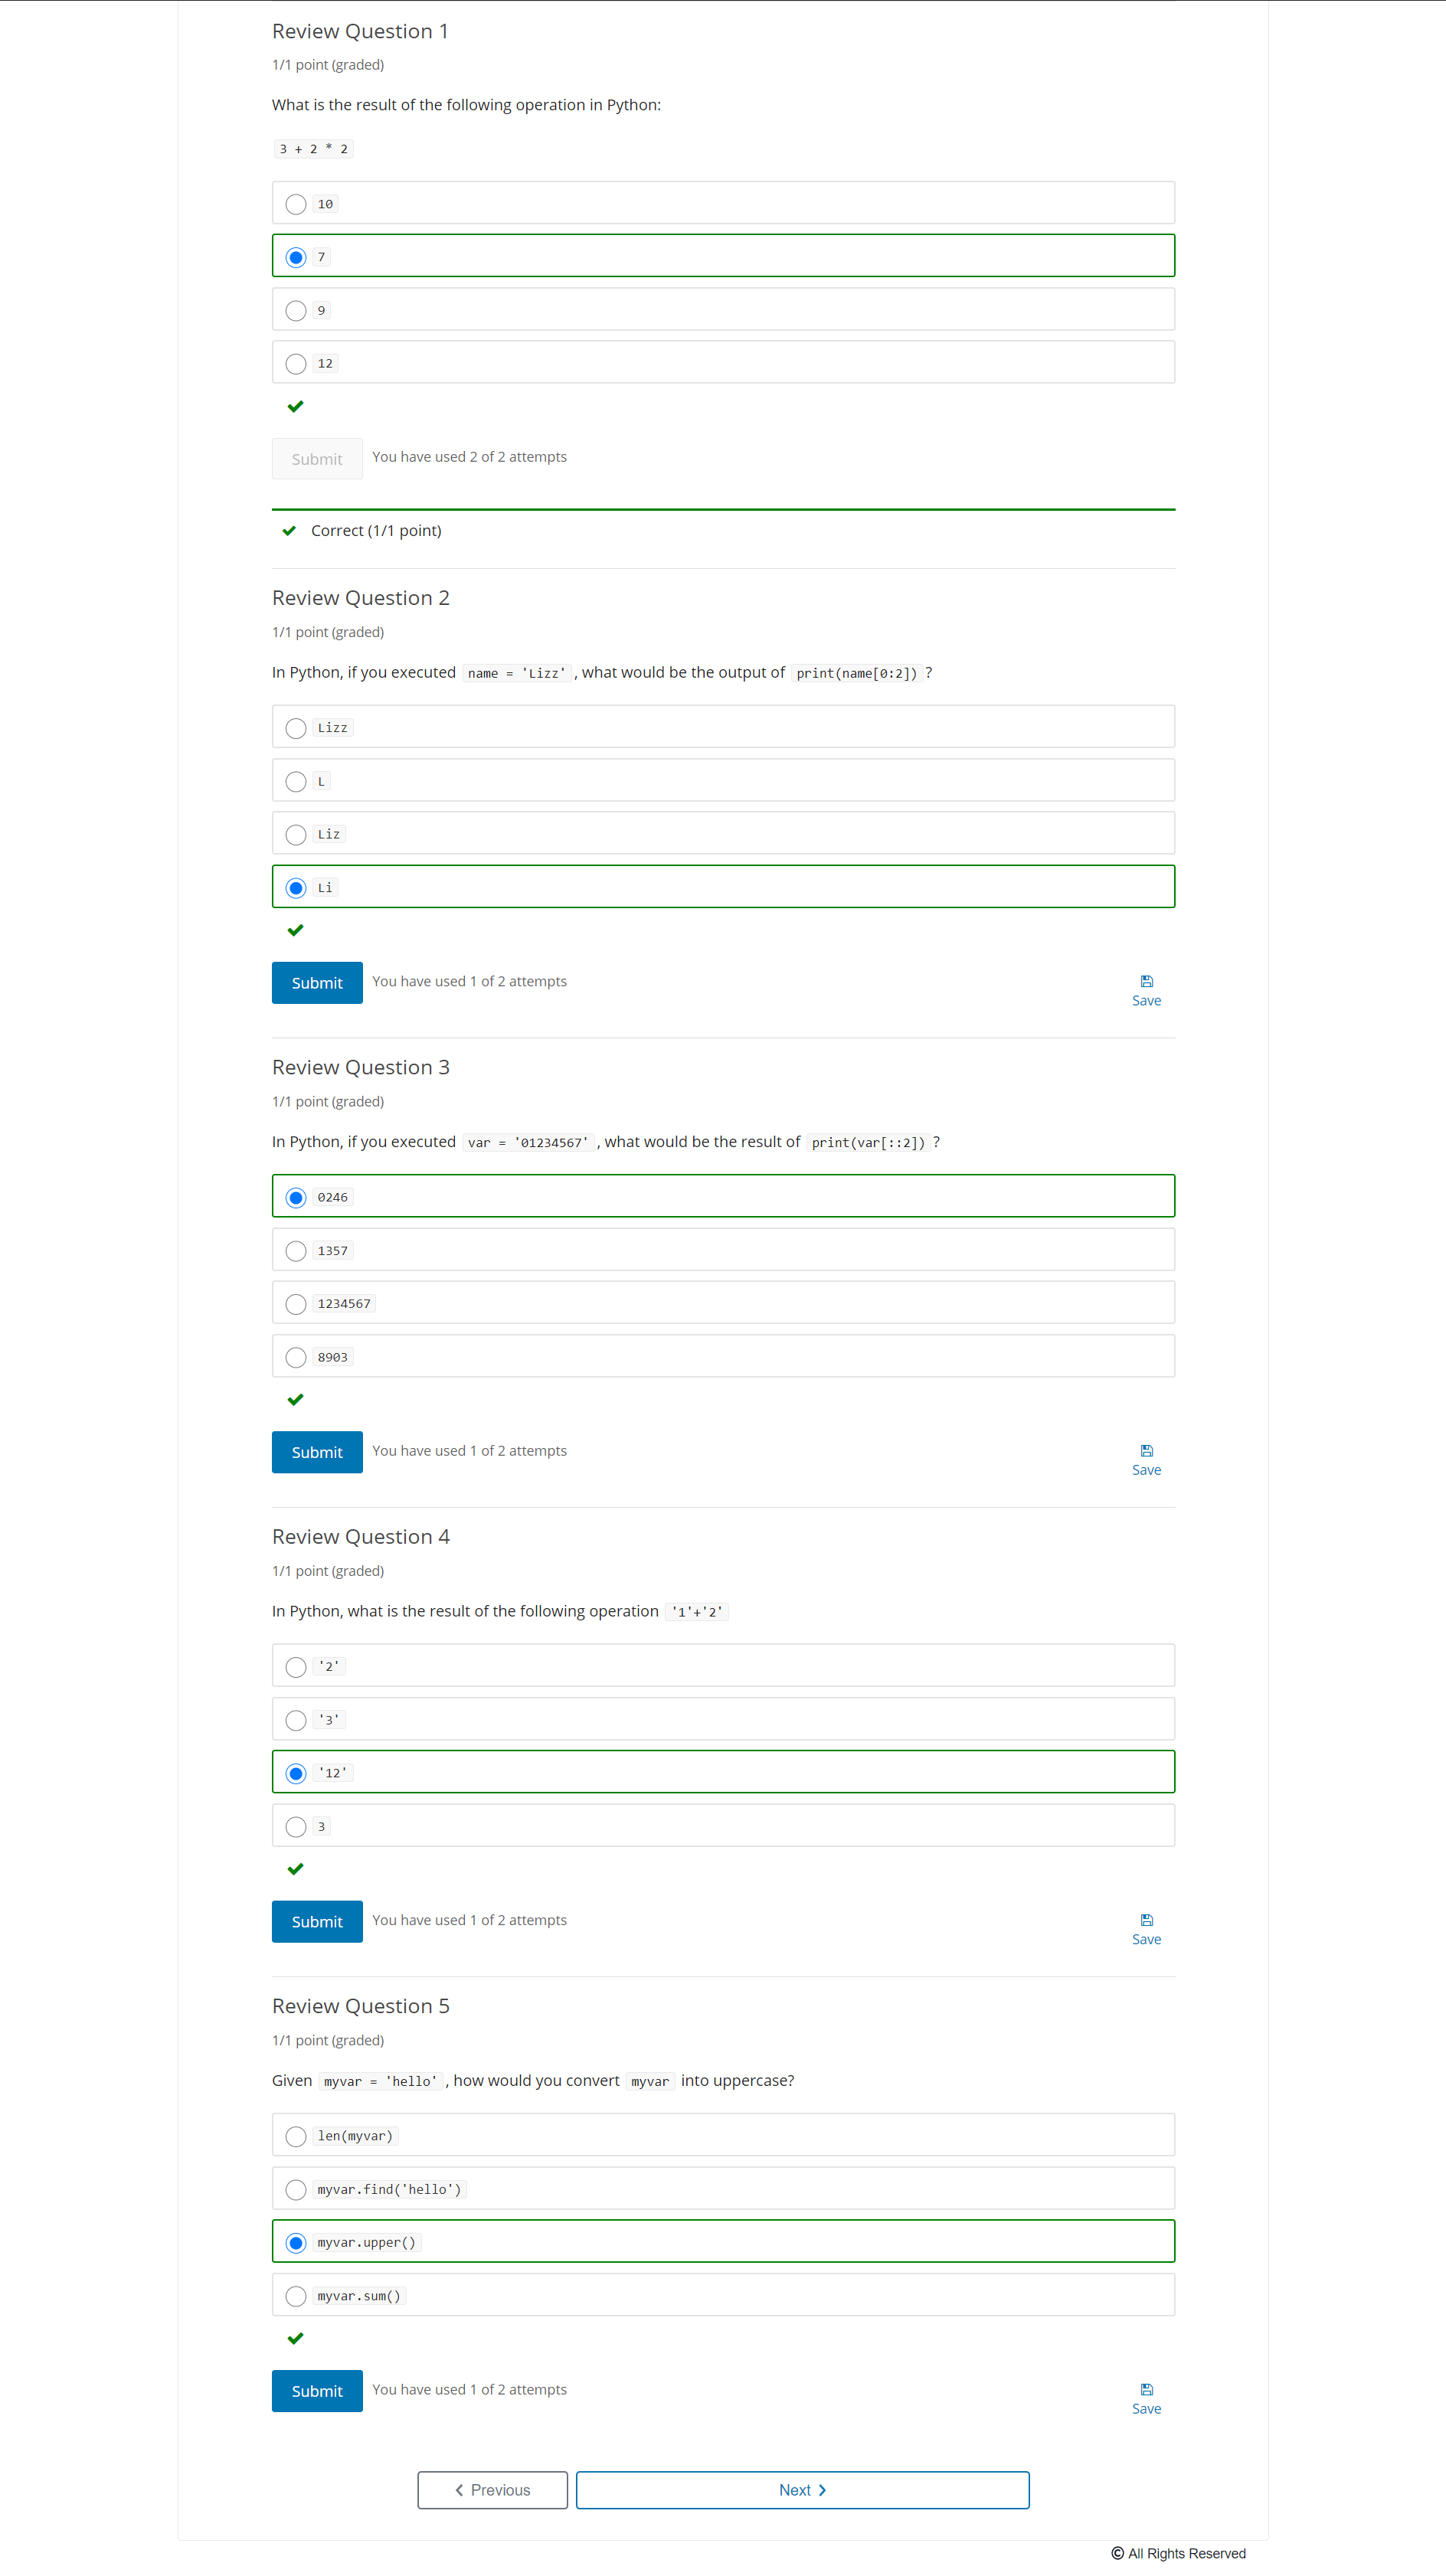 Review Question 1
1/1 point (graded)
What is the result of the following operation in Python:
3 + 2 * 2
10
7
9
12
Submit You have used 2 of 2 attempts
Correct (1/1 point)
Review Question 2
1/1 point (graded)
In Python, if you executed name = 'Lizz' , what would be the output of print(name[0:2]) ?
Lizz
L
Liz
Li
Submit You have used 1 of 2 attempts
Save
Review Question 3
1/1 point (graded)
In Python, if you executed var = '01234567' , what would be the result of print(var[::2]) ?
0246
1357
1234567
8903
Submit You have used 1 of 2 attempts
Save
Review Question 4
1/1 point (graded)
In Python, what is the result of the following operation '1'+'2'
'2'
'3'
'12'
3
Submit You have used 1 of 2 attempts
Save
Review Question 5
1/1 point (graded)
Given myvar = 'hello' , how would you convert myvar into uppercase?
len(myvar)
myvar.find('hello')
myvar.upper()
myvar.sum()
Submit You have used 1 of 2 attempts
Save
Previous Next
© All Rights Reserved